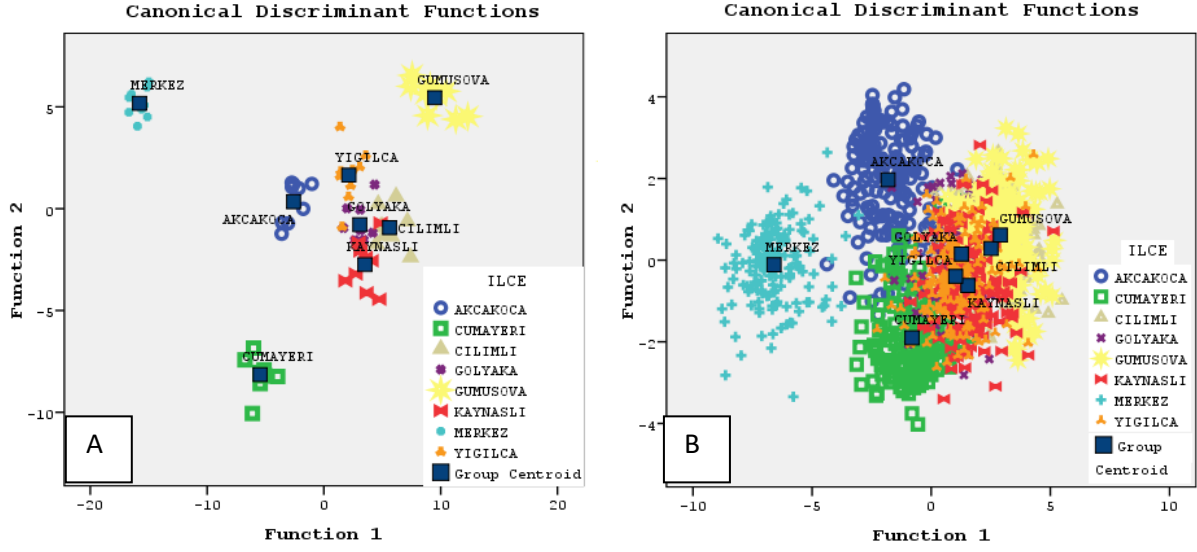 Canonical Discriminant Functions
MERKEZ
GUMUSOVA
YIGILCA
AKCAKOCA
GOLYAKA
CILIMLI
KAYNASLI
CUMAYERI
5
0
-5
-10
Function 2
-20
-10
0
10
20
Function 1
ILCE
AKCAKOCA
CUMAYERI
CILIMLI
GOLYAKA
GUMUSOVA
KAYNASLI
MERKEZ
YIGILCA
Group Centroid
A
Canonical Discriminant Functions
AKCAKOCA
GUMUSOVA
MERKEZ
GOLYAKA
YIGILCA
CILIMLI
KAYNASLI
CUMAYERI
4
2
0
-2
-4
Function 2
-10
-5
0
5
10
Function 1
ILCE
AKCAKOCA
CUMAYERI
CILIMLI
GOLYAKA
GUMUSOVA
KAYNASLI
MERKEZ
YIGILCA
Group
Centroid
B